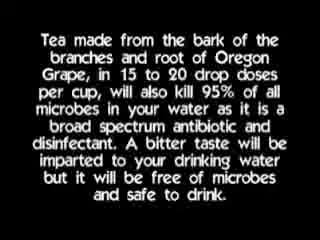 Tea made from the bark of the
branches and root of Oregon
Grape, in 15 to 20 drop doses
per cup, will also kill 95% of all
microbes in your water as it is a
broad spectrum antibiotic and
disinfectant. A bitter taste will be
imparted to your drinking water
but it will be free of microbes
and safe to drink.